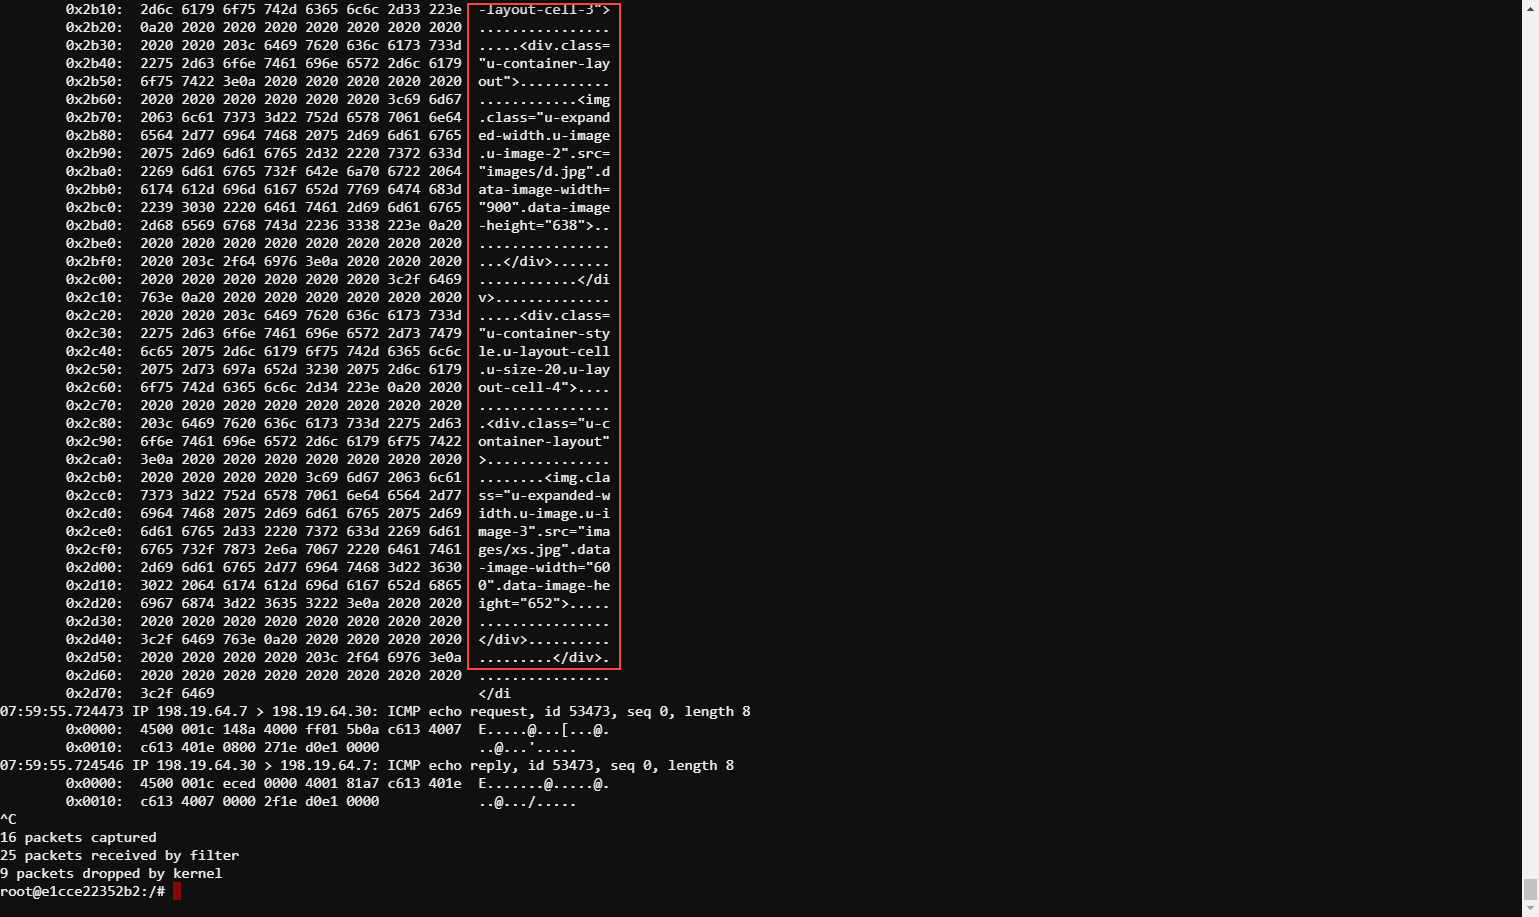 0x2b10: 2d6c 6179 6f75 742d 6365 6c6c 2d33 223e -layout-cell-3">
0x2b20: 0a20 2020 2020 2020 2020 2020 2020 2020 ................
0x2b30: 2020 2020 203c 6469 7620 636c 6173 733d .....<div.class=
0x2b40: 2275 2d63 6f6e 7461 696e 6572 2d6c 6179 "u-container-lay
0x2b50: 6f75 7422 3e0a 2020 2020 2020 2020 2020 out">...........
0x2b60: 2020 2020 2020 2020 2020 2020 3c69 6d67 ............<img
0x2b70: 2063 6c61 7373 3d22 752d 6578 7061 6e64 .class="u-expand
0x2b80: 6564 2d77 6964 7468 2075 2d69 6d61 6765 ed-width.u-image
0x2b90: 2075 2d69 6d61 6765 2d32 2220 7372 633d .u-image-2".src=
0x2ba0: 2269 6d61 6765 732f 642e 6a70 6722 2064 "images/d.jpg".d
0x2bb0: 6174 612d 696d 6167 652d 7769 6474 683d ata-image-width=
0x2bc0: 2239 3030 2220 6461 7461 2d69 6d61 6765 "900".data-image
0x2bd0: 2d68 6569 6768 743d 2236 3338 223e 0a20 -height="638">..
0x2be0: 2020 2020 2020 2020 2020 2020 2020 2020 ................
0x2bf0: 2020 203c 2f64 6976 3e0a 2020 2020 2020 ...</div>.......
0x2c00: 2020 2020 2020 2020 2020 2020 3c2f 6469 ............</di
0x2c10: 763e 0a20 2020 2020 2020 2020 2020 2020 v>..............
0x2c20: 2020 2020 203c 6469 7620 636c 6173 733d .....<div.class=
0x2c30: 2275 2d63 6f6e 7461 696e 6572 2d73 7479 "u-container-sty
0x2c40: 6c65 2075 2d6c 6179 6f75 742d 6365 6c6c le.u-layout-cell
0x2c50: 2075 2d73 697a 652d 3230 2075 2d6c 6179 .u-size-20.u-lay
0x2c60: 6f75 742d 6365 6c6c 2d34 223e 0a20 2020 out-cell-4">....
0x2c70: 2020 2020 2020 2020 2020 2020 2020 2020 ................
0x2c80: 203c 6469 7620 636c 6173 733d 2275 2d63 .<div.class="u-c
0x2c90: 6f6e 7461 696e 6572 2d6c 6179 6f75 7422 ontainer-layout"
0x2ca0: 3e0a 2020 2020 2020 2020 2020 2020 2020 >...............
0x2cb0: 2020 2020 2020 2020 3c69 6d67 2063 6c61 ........<img.cla
0x2cc0: 7373 3d22 752d 6578 7061 6e64 6564 2d77 ss="u-expanded-w
0x2cd0: 6964 7468 2075 2d69 6d61 6765 2075 2d69 idth.u-image.u-i
0x2ce0: 6d61 6765 2d33 2220 7372 633d 2269 6d61 mage-3".src="ima
0x2cf0: 6765 732f 7873 2e6a 7067 2220 6461 7461 ges/xs.jpg".data
0x2d00: 2d69 6d61 6765 2d77 6964 7468 3d22 3630 -image-width="60
0x2d10: 3022 2064 6174 612d 696d 6167 652d 6865 0".data-image-he
0x2d20: 6967 6874 3d22 3635 3222 3e0a 2020 2020 ight="652">.....
0x2d30: 2020 2020 2020 2020 2020 2020 2020 2020 ................
0x2d40: 3c2f 6469 763e 0a20 2020 2020 2020 2020 </div>..........
0x2d50: 2020 2020 2020 2020 203c 2f64 6976 3e0a .........</div>.
0x2d60: 2020 2020 2020 2020 2020 2020 2020 2020 ................
0x2d70: 3c2f 6469 </di
07:59:55.724473 IP 198.19.64.7 > 198.19.64.30: ICMP echo request, id 53473, seq 0, length 8
0x0000: 4500 001c 148a 4000 ff01 5b0a c613 4007 E.....@...[...@.
0x0010: c613 401e 0800 271e d0e1 0000 ..@...'.....
07:59:55.724546 IP 198.19.64.30 > 198.19.64.7: ICMP echo reply, id 53473, seq 0, length 8
0x0000: 4500 001c eced 0000 4001 81a7 c613 401e E.......@.....@.
0x0010: c613 4007 0000 2f1e d0e1 0000 ..@.../.....
^C
16 packets captured
25 packets received by filter
9 packets dropped by kernel
root@e1cce22352b2:/#